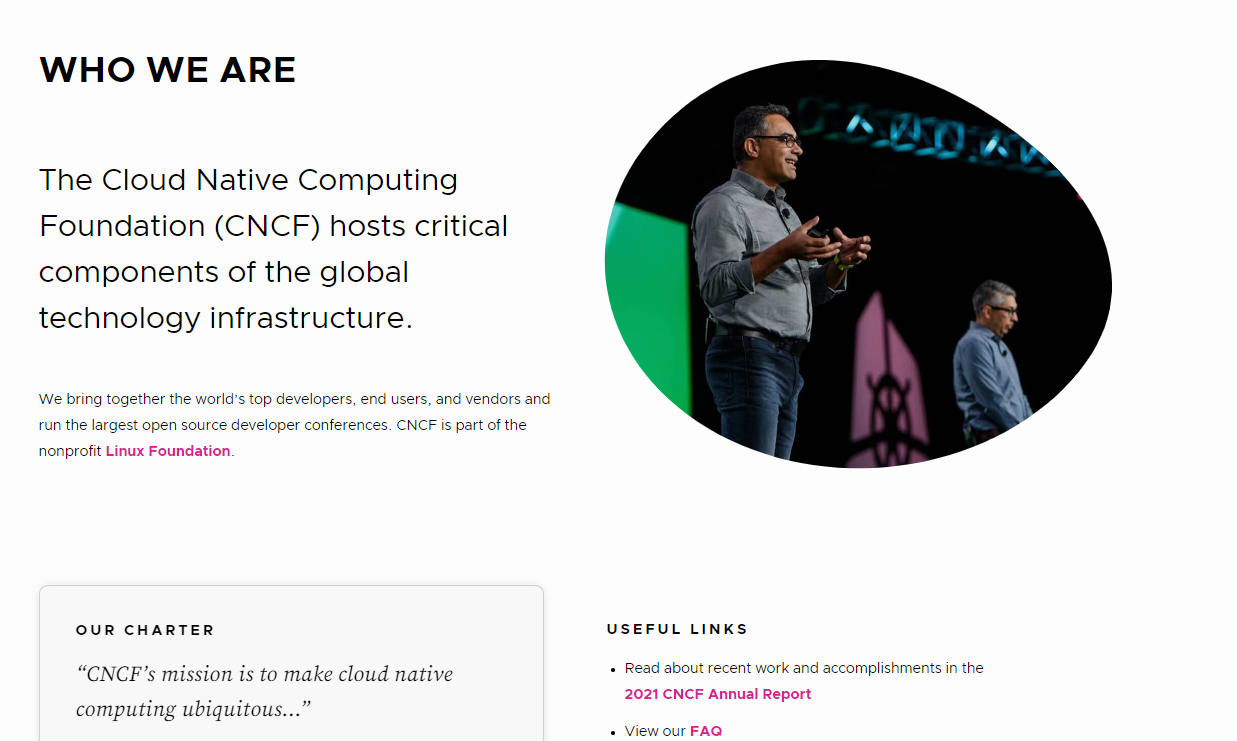 WHO WE ARE
The Cloud Native Computing
Foundation (CNCF) hosts critical
components of the global
technology infrastructure.
We bring together the world’s top developers, end users, and vendors and
run the largest open source developer conferences. CNCF is part of the
nonprofit Linux Foundation.
OUR CHARTER
“CNCF’s mission is to make cloud native
computing ubiquitous...”
USEFUL LINKS
• Read about recent work and accomplishments in the
2021 CNCF Annual Report
• View our FAQ